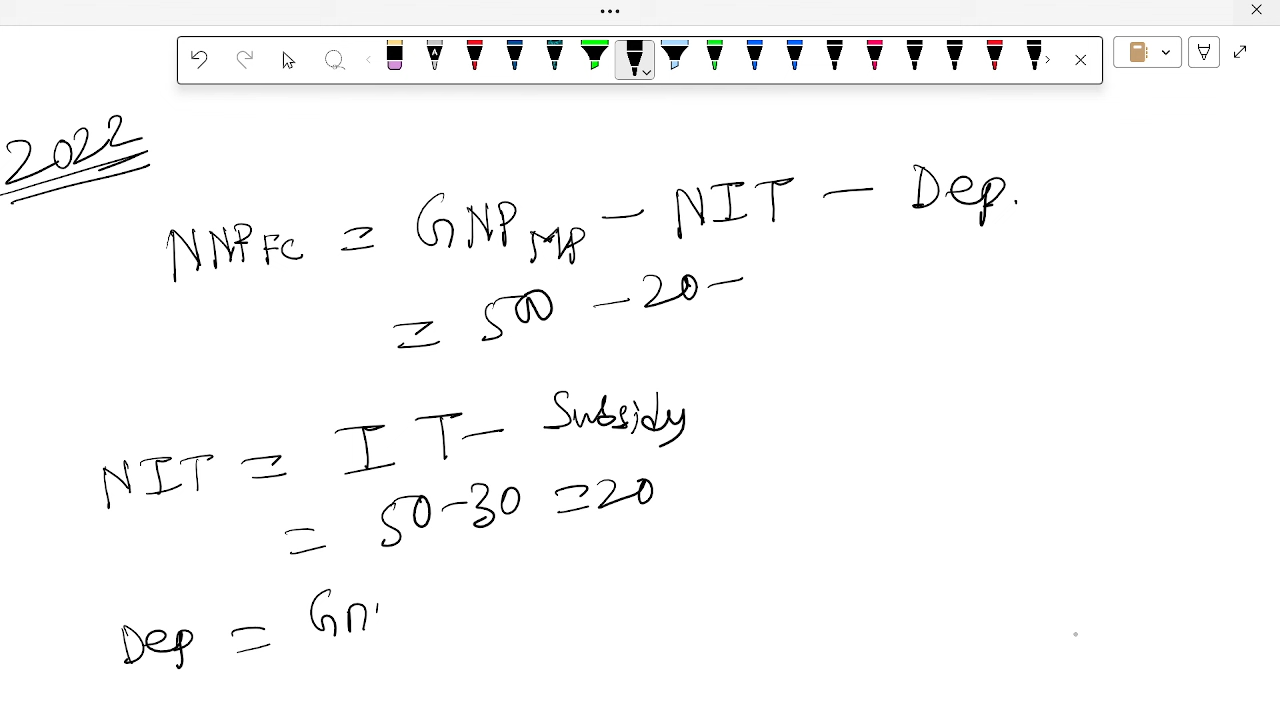 2022
NNP FC = GNP MP - NIT - Dep.
= 500 - 20 -
NIT = IT - Subsidy
= 50 - 30 = 20
Dep = Gn